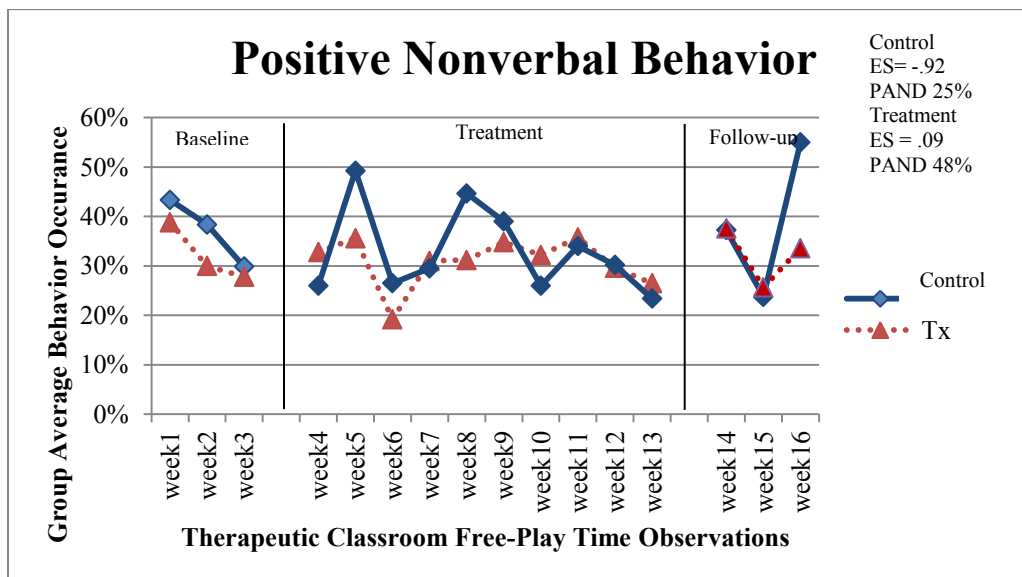 Positive Nonverbal Behavior
Control
ES= -.92
PAND 25%
Treatment
ES = .09
PAND 48%
Group Average Behavior Occurance
60%
50%
40%
30%
20%
10%
0%
Baseline
Treatment
Follow-up
week1
week2
week3
week4
week5
week6
week7
week8
week9
week10
week11
week12
week13
week14
week15
week16
Therapeutic Classroom Free-Play Time Observations
Control
Tx